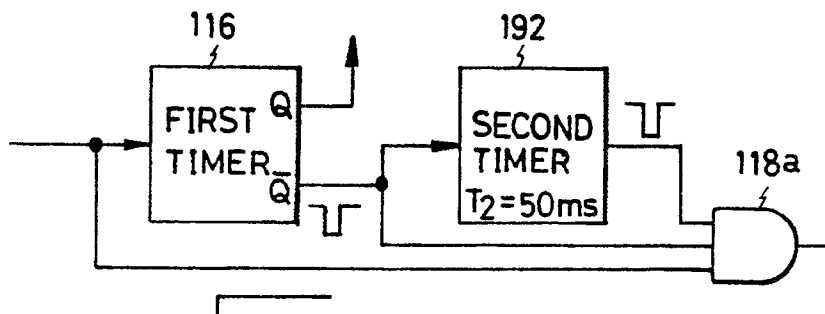 116
192
118a
FIRST
TIMER
Q
Q̅
SECOND
TIMER
T₂=50ms